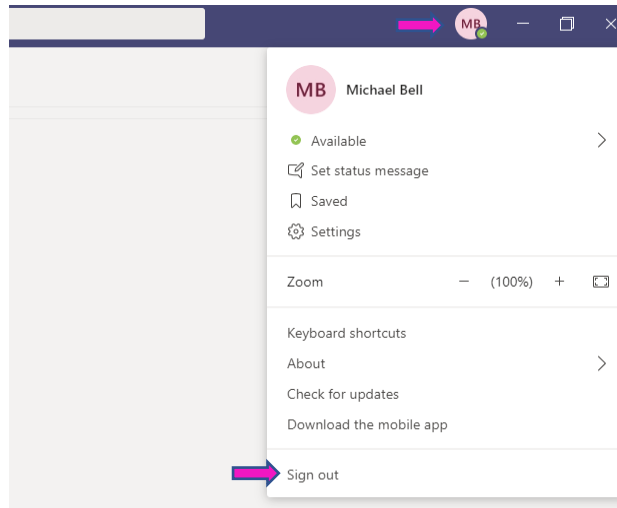 MB
MB Michael Bell
Available
Set status message
Saved
Settings
Zoom - (100%) +
Keyboard shortcuts
About
Check for updates
Download the mobile app
Sign out